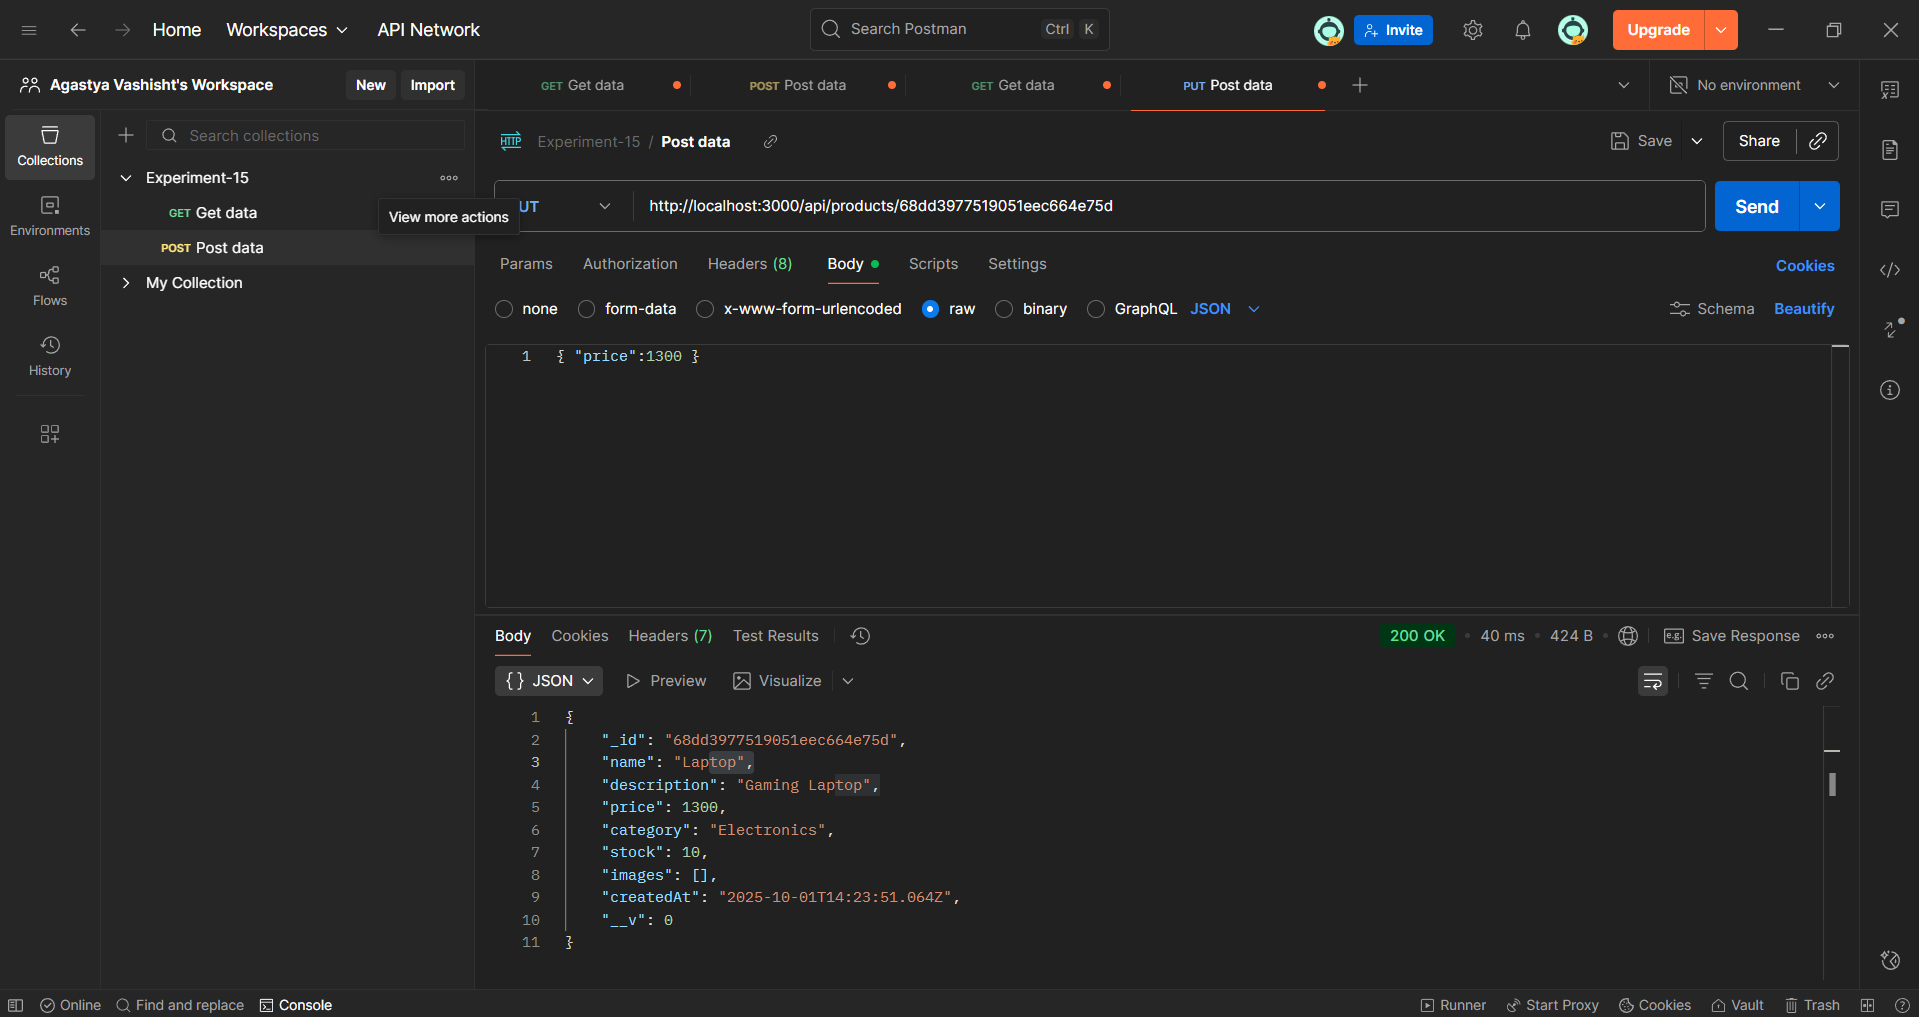 Home Workspaces API Network Search Postman Ctrl K Invite Upgrade
Agastya Vashisht's Workspace New Import GET Get data POST Post data GET Get data PUT Post data No environment
Search collections
Collections
Experiment-15 / Post data Save Share
Experiment-15
GET Get data
POST Post data
My Collection
View more actions
Environments
Flows
History
UT http://localhost:3000/api/products/68dd3977519051eec664e75d Send
Params Authorization Headers (8) Body Scripts Settings Cookies
none form-data x-www-form-urlencoded raw binary GraphQL JSON Schema Beautify
1 { "price":1300 }
Body Cookies Headers (7) Test Results 200 OK 40 ms 424 B e.g. Save Response
{} JSON Preview Visualize
1 {
2 "_id": "68dd3977519051eec664e75d",
3 "name": "Laptop",
4 "description": "Gaming Laptop",
5 "price": 1300,
6 "category": "Electronics",
7 "stock": 10,
8 "images": [],
9 "createdAt": "2025-10-01T14:23:51.064Z",
10 "__v": 0
11 }
Online Find and replace Console Runner Start Proxy Cookies Vault Trash